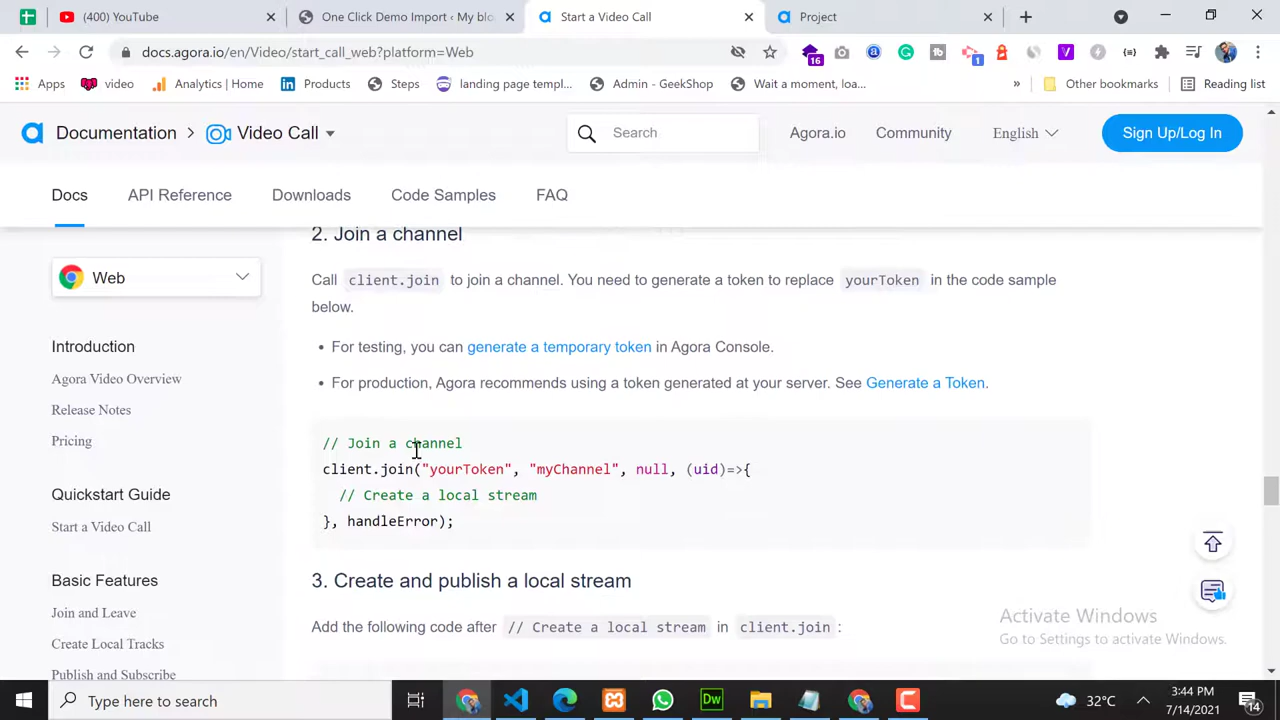 (400) YouTube
One Click Demo Import - My blo
Start a Video Call
Project
docs.agora.io/en/Video/start_call_web?platform=Web
16
1
Apps
video
Analytics | Home
Products
Steps
landing page templ...
Admin - GeekShop
Wait a moment, loa...
»
Other bookmarks
Reading list
Documentation
Video Call
Search
Agora.io
Community
English
Sign Up/Log In
Docs
API Reference
Downloads
Code Samples
FAQ
Web
Introduction
Agora Video Overview
Release Notes
Pricing
Quickstart Guide
Start a Video Call
Basic Features
Join and Leave
Create Local Tracks
Publish and Subscribe
2. Join a channel
Call client.join to join a channel. You need to generate a token to replace yourToken in the code sample
below.
• For testing, you can generate a temporary token in Agora Console.
• For production, Agora recommends using a token generated at your server. See Generate a Token.
// Join a channel
client.join("yourToken", "myChannel", null, (uid)=>{
// Create a local stream
}, handleError);
3. Create and publish a local stream
Add the following code after // Create a local stream in client.join :
Activate Windows
Go to Settings to activate Windows.
Type here to search
Dw
32°C
3:44 PM
7/14/2021
14